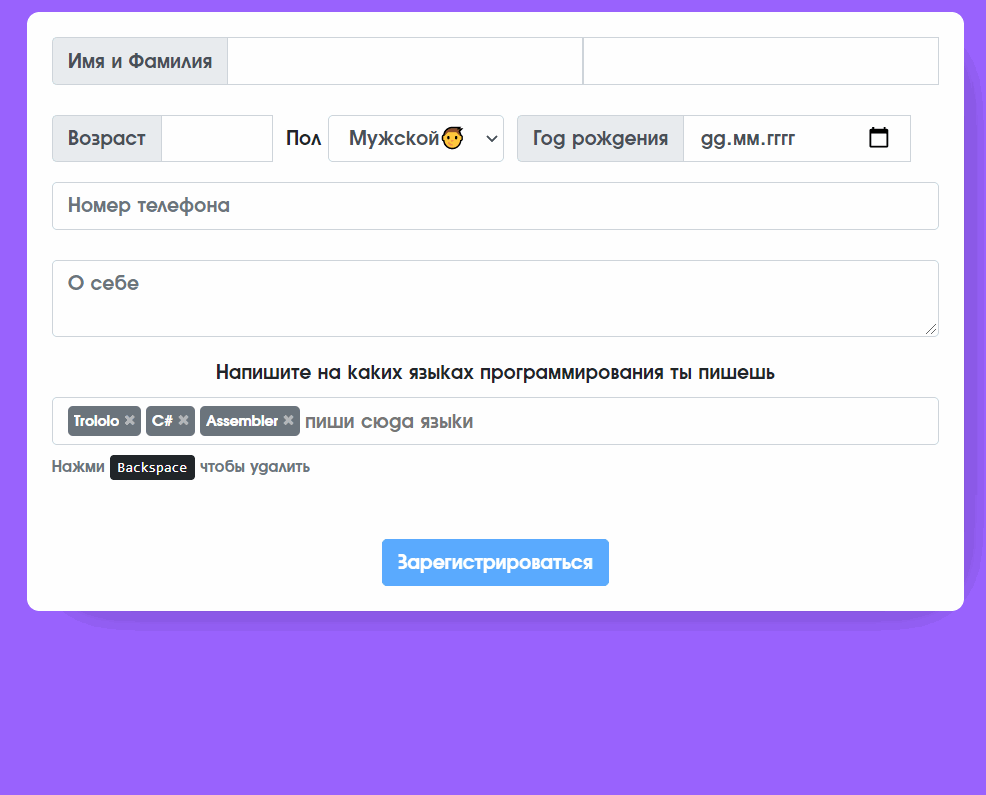 Имя и Фамилия
Возраст Пол Мужской👨 Год рождения дд.мм.гггг
Номер телефона
О себе
Напишите на каких языках программирования ты пишешь
Trololo × C# × Assembler × пиши сюда языки
Нажми Backspace чтобы удалить
Зарегистрироваться